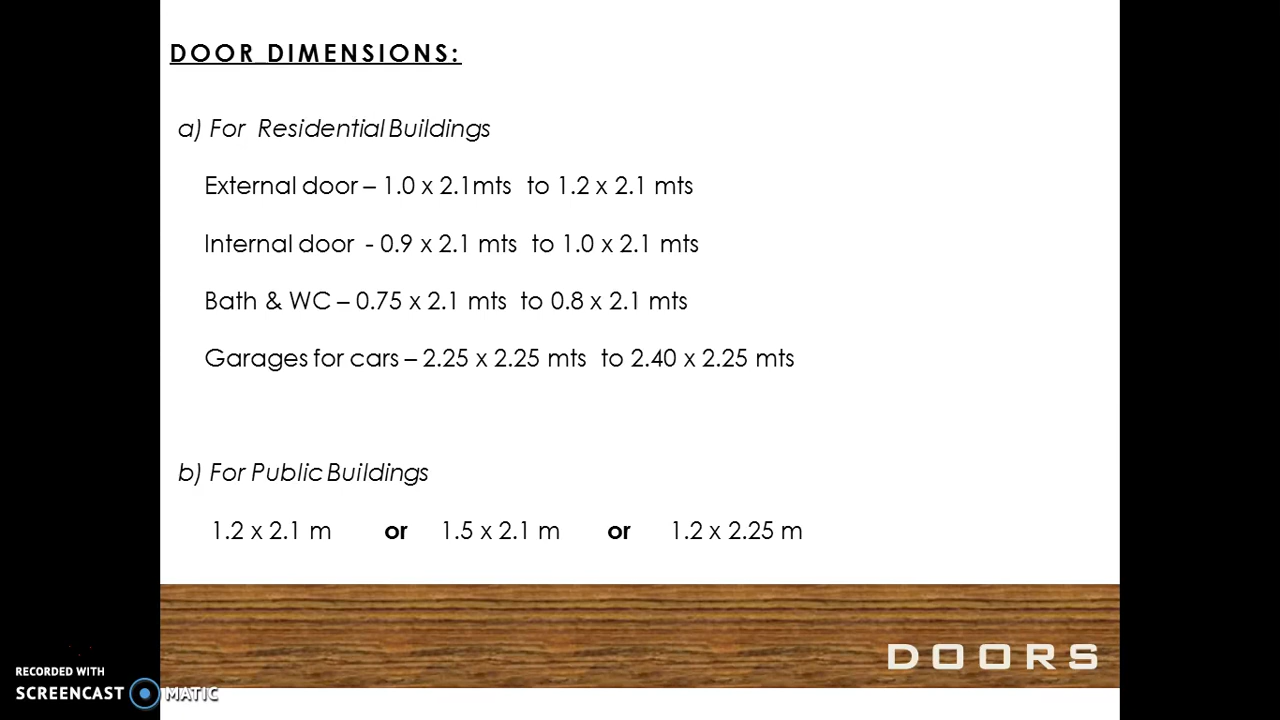 DOOR DIMENSIONS:
a) For Residential Buildings
External door – 1.0 x 2.1mts to 1.2 x 2.1 mts
Internal door - 0.9 x 2.1 mts to 1.0 x 2.1 mts
Bath & WC – 0.75 x 2.1 mts to 0.8 x 2.1 mts
Garages for cars – 2.25 x 2.25 mts to 2.40 x 2.25 mts
b) For Public Buildings
1.2 x 2.1 m or 1.5 x 2.1 m or 1.2 x 2.25 m
DOORS
RECORDED WITH
SCREENCAST MATIC